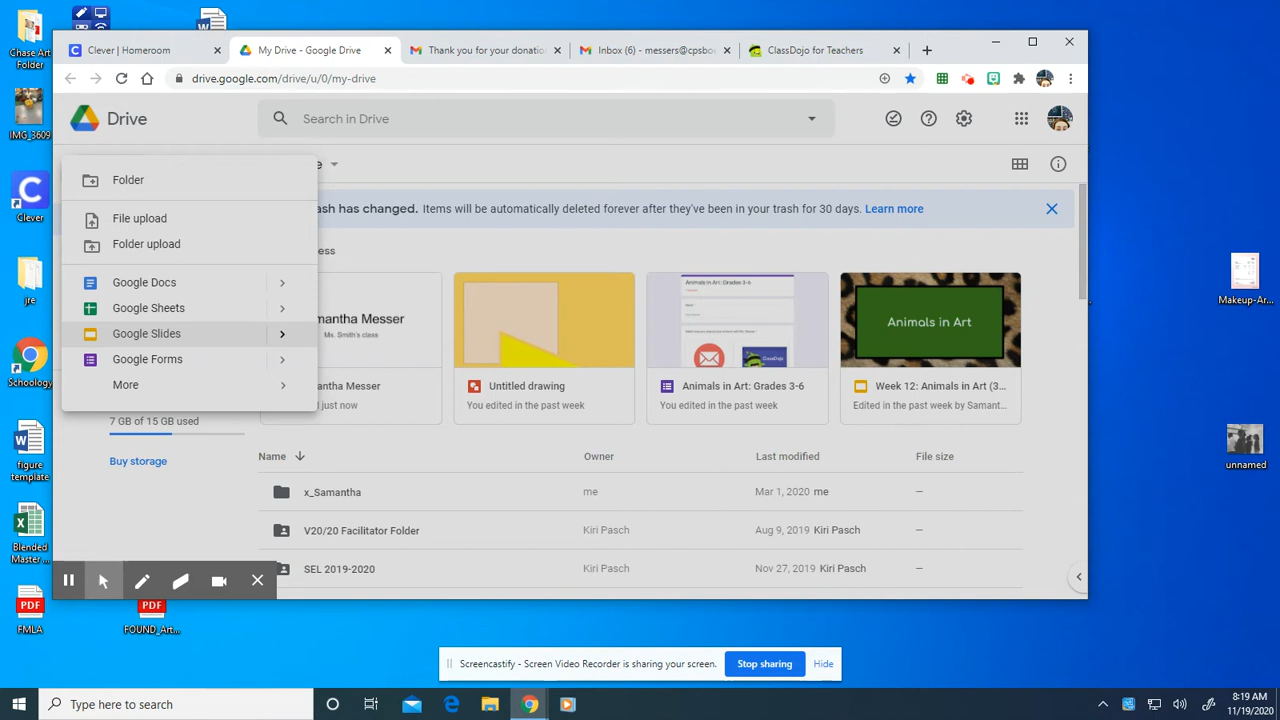 Chase Art
Folder
IMG_3609
Clever
jre
Schoology
figure
template
Blended
Master ...
FMLA
FOUND_Art...
Makeup-Ar...
unnamed
Clever | Homeroom
My Drive - Google Drive
Thank you for your donatio
Inbox (6) - messers@cpsbo
ClassDojo for Teachers
drive.google.com/drive/u/0/my-drive
Drive
Search in Drive
Folder
File upload
Folder upload
Google Docs
Google Sheets
Google Slides
Google Forms
More
7 GB of 15 GB used
Buy storage
e
ash has changed. Items will be automatically deleted forever after they've been in your trash for 30 days. Learn more
ess
mantha Messer
Ms. Smith's class
mantha Messer
just now
Untitled drawing
You edited in the past week
Animals in Art: Grades 3-6
Animals in Art: Grades 3-6
You edited in the past week
Animals in Art
Week 12: Animals in Art (3...
Edited in the past week by Samant...
Name Owner Last modified File size
x_Samantha me Mar 1, 2020 me –
V20/20 Facilitator Folder Kiri Pasch Aug 9, 2019 Kiri Pasch –
SEL 2019-2020 Kiri Pasch Nov 27, 2019 Kiri Pasch –
Screencastify - Screen Video Recorder is sharing your screen. Stop sharing Hide
Type here to search
8:19 AM
11/19/2020